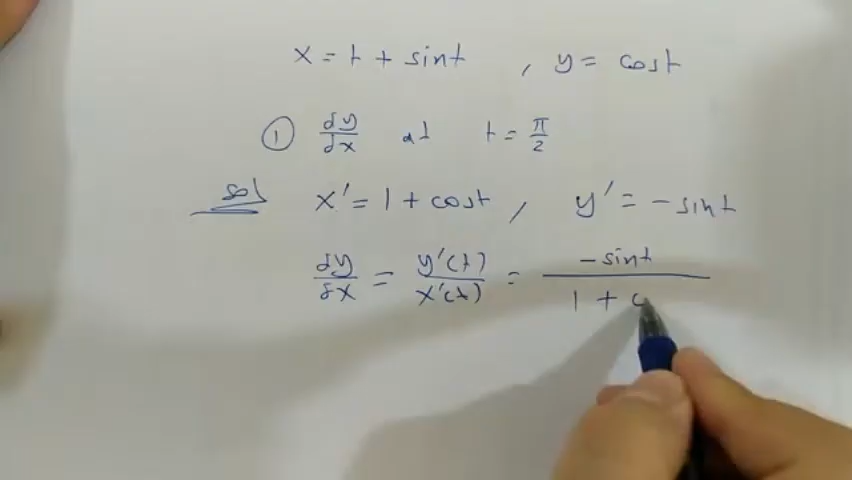 x = t + sint , y = cost
① dy/dx at t = π/2
sol x' = 1 + cost , y' = - sint
dy/dx = y'(t)/x'(t) = -sint/1 + c